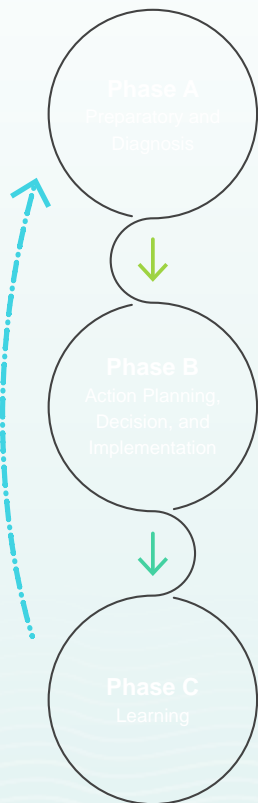 Phase A
Preparatory and
Diagnosis
Phase B
Action Planning,
Decision, and
Implementation
Phase C
Learning